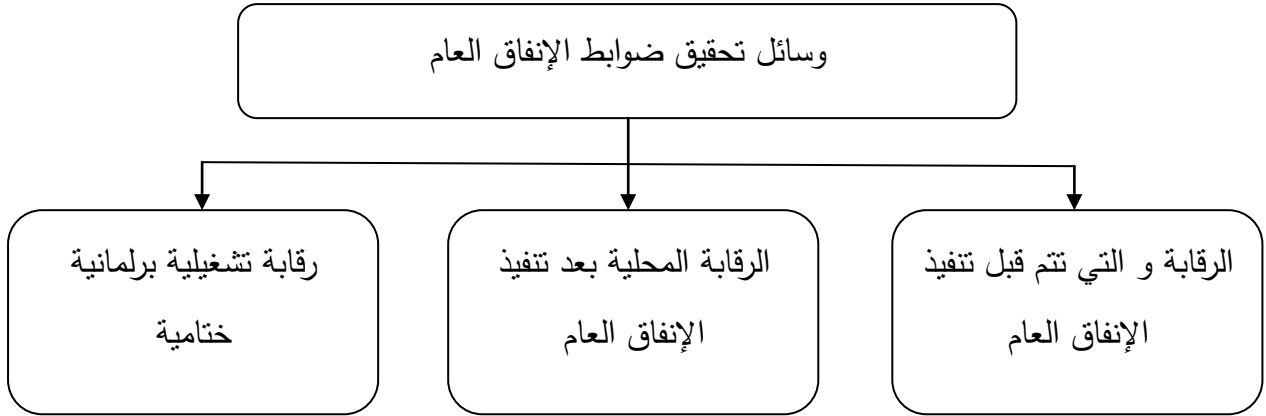 وسائل تحقيق ضوابط الإنفاق العام
الرقابة و التي تتم قبل تنفيذ
الإنفاق العام
الرقابة المحلية بعد تنفيذ
الإنفاق العام
رقابة تشغيلية برلمانية
ختامية